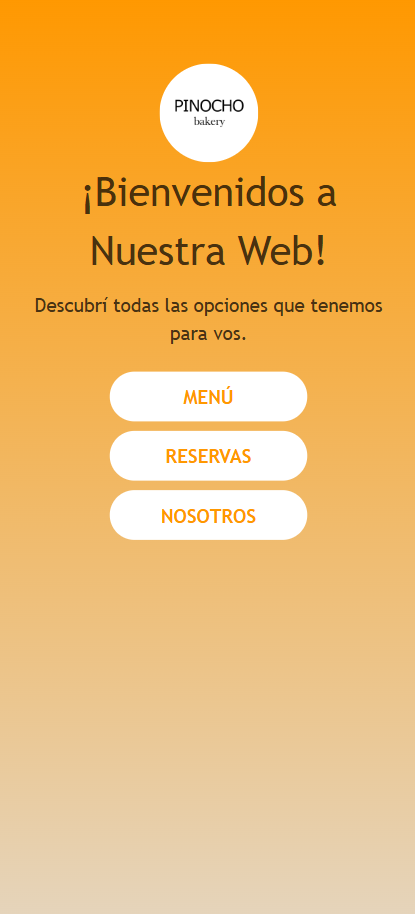 PINOCHO
bakery
¡Bienvenidos a
Nuestra Web!
Descubrí todas las opciones que tenemos
para vos.
MENÚ
RESERVAS
NOSOTROS